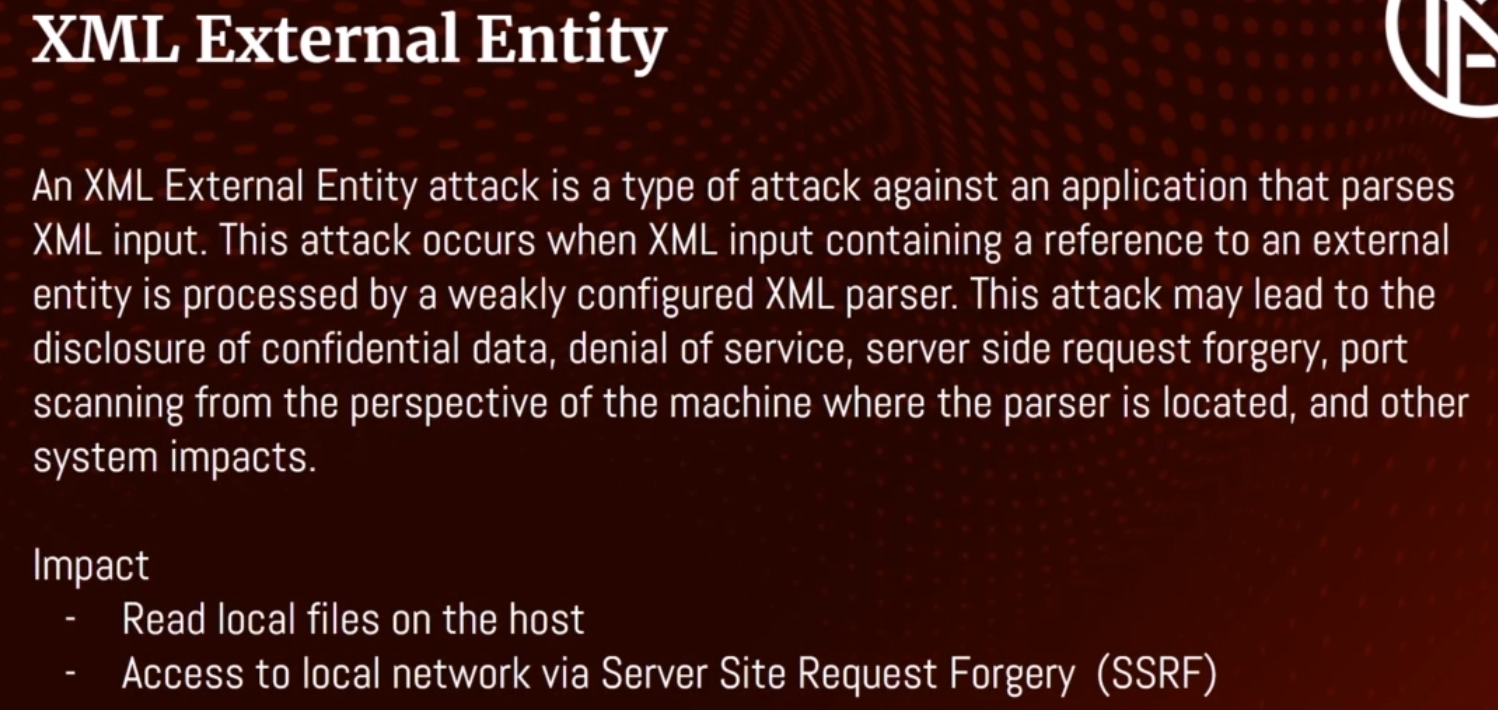 XML External Entity
An XML External Entity attack is a type of attack against an application that parses
XML input. This attack occurs when XML input containing a reference to an external
entity is processed by a weakly configured XML parser. This attack may lead to the
disclosure of confidential data, denial of service, server side request forgery, port
scanning from the perspective of the machine where the parser is located, and other
system impacts.
Impact
- Read local files on the host
- Access to local network via Server Site Request Forgery (SSRF)